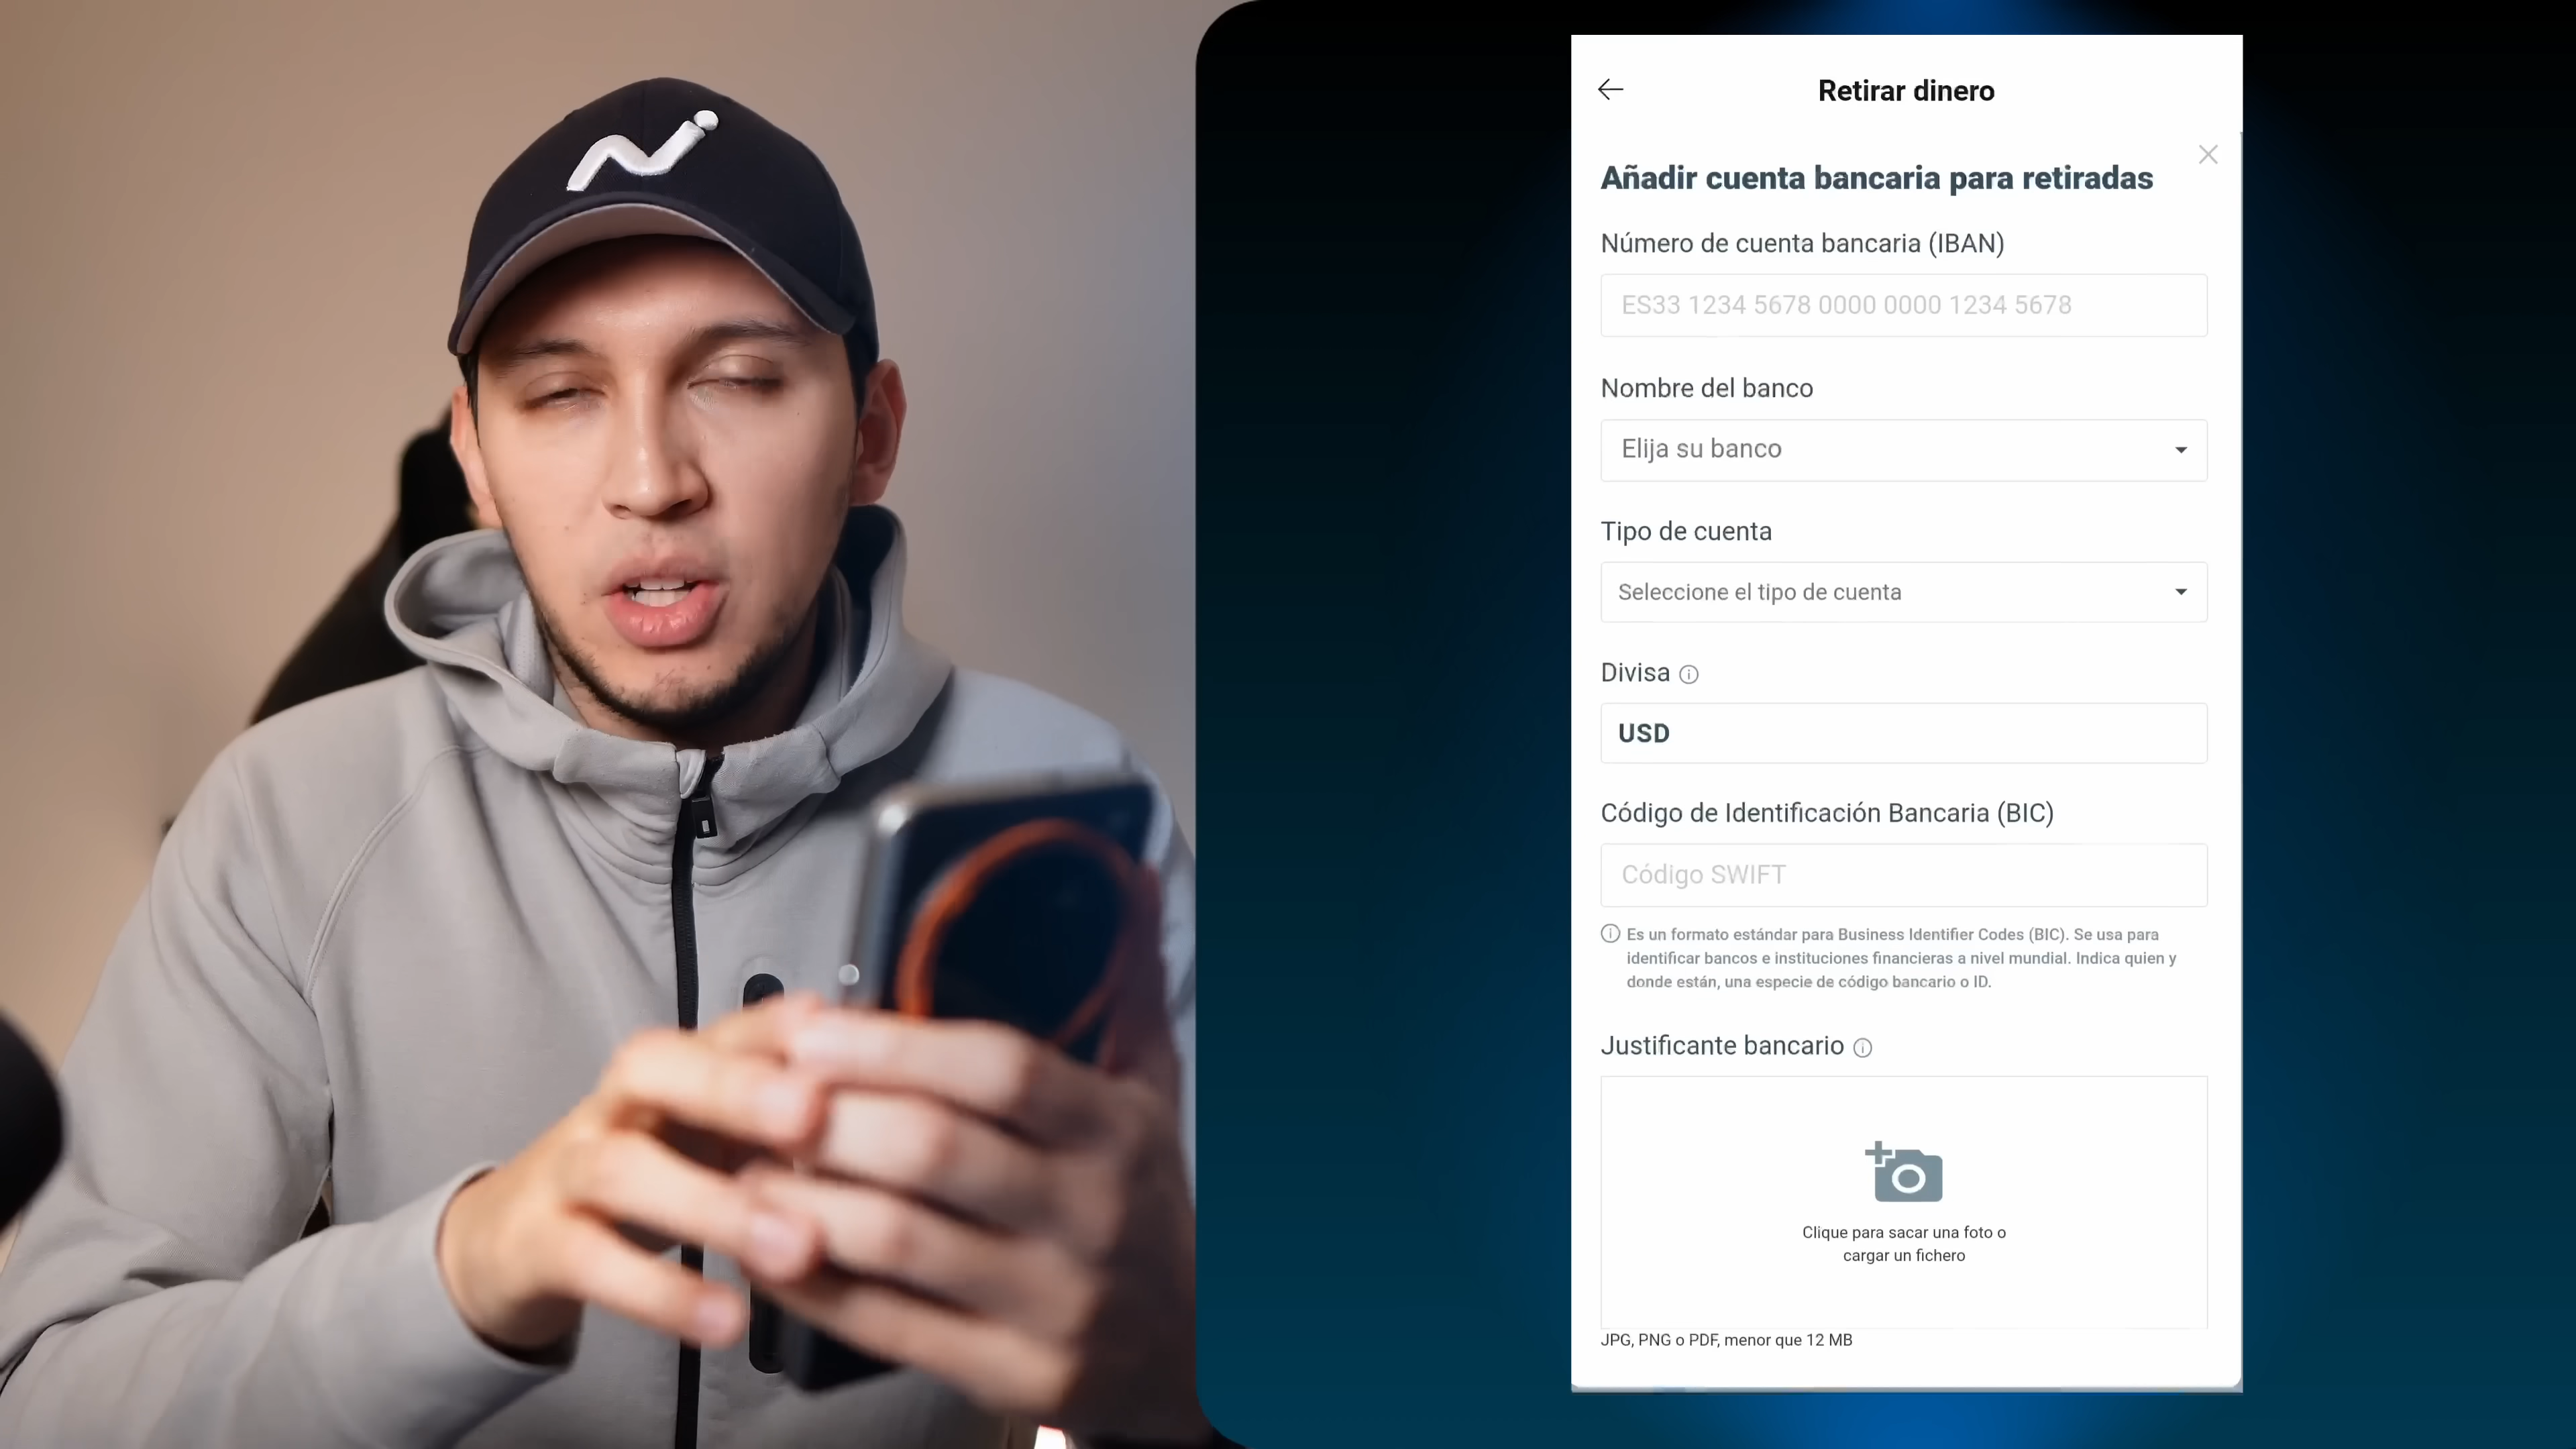 Retirar dinero
Añadir cuenta bancaria para retiradas
Número de cuenta bancaria (IBAN)
ES33 1234 5678 0000 0000 1234 5678
Nombre del banco
Elija su banco
Tipo de cuenta
Seleccione el tipo de cuenta
Divisa
USD
Código de Identificación Bancaria (BIC)
Código SWIFT
Es un formato estándar para Business Identifier Codes (BIC). Se usa para
identificar bancos e instituciones financieras a nivel mundial. Indica quien y
donde están, una especie de código bancario o ID.
Justificante bancario
Clique para sacar una foto o
cargar un fichero
JPG, PNG o PDF, menor que 12 MB